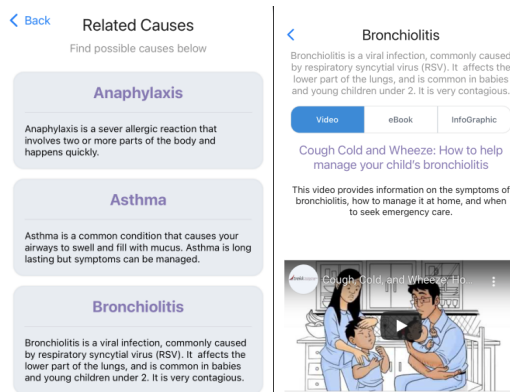 Back
Related Causes
Find possible causes below
Anaphylaxis
Anaphylaxis is a sever allergic reaction that
involves two or more parts of the body and
happens quickly.
Asthma
Asthma is a common condition that causes your
airways to swell and fill with mucus. Asthma is long
lasting but symptoms can be managed.
Bronchiolitis
Bronchiolitis is a viral infection, commonly caused
by respiratory syncytial virus (RSV). It affects the
lower part of the lungs, and is common in babies
and young children under 2. It is very contagious.
Bronchiolitis
Bronchiolitis is a viral infection, commonly caused
by respiratory syncytial virus (RSV). It affects the
lower part of the lungs, and is common in babies
and young children under 2. It is very contagious.
Video eBook InfoGraphic
Cough Cold and Wheeze: How to help
manage your child's bronchiolitis
This video provides information on the symptoms of
bronchiolitis, how to manage it at home, and when
to seek emergency care.
Cough, Cold, and Wheeze: Ho...